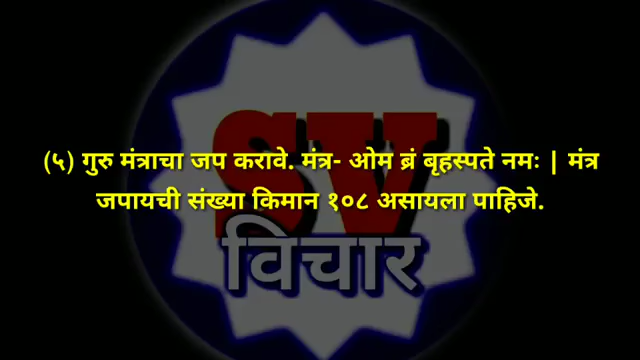 (५) गुरु मंत्राचा जप करावे. मंत्र- ओम ब्रं बृहस्पते नमः | मंत्र
जपायची संख्या किमान १०८ असायला पाहिजे.
SV
विचार